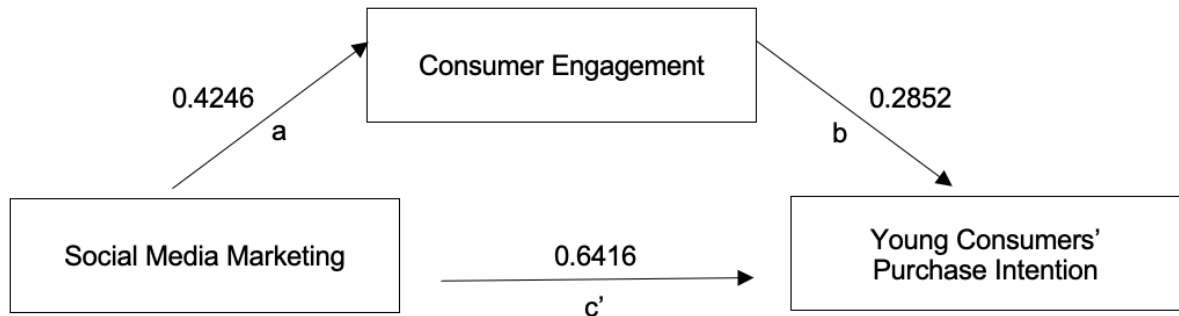 Consumer Engagement
0.4246
a
0.2852
b
Social Media Marketing
0.6416
c’
Young Consumers’
Purchase Intention